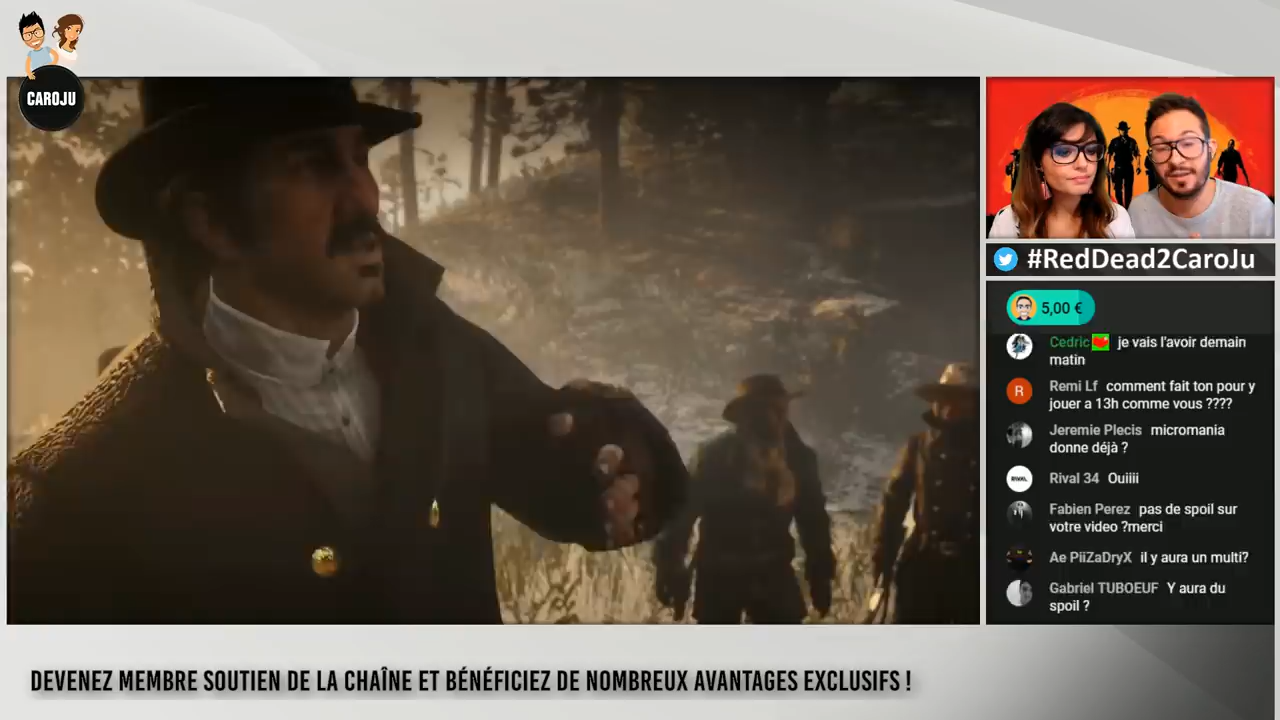 CAROJU
#RedDead2CaroJu
5,00 €
Cedric je vais l'avoir demain
matin
R
Remi Lf comment fait ton pour y
jouer a 13h comme vous ????
Jeremie Plecis micromania
donne déjà ?
Rival 34 Ouiiii
Fabien Perez pas de spoil sur
votre video ?merci
Ae PiiZaDryX il y aura un multi?
Gabriel TUBOEUF Y aura du
spoil ?
DEVENEZ MEMBRE SOUTIEN DE LA CHAÎNE ET BÉNÉFICIEZ DE NOMBREUX AVANTAGES EXCLUSIFS !